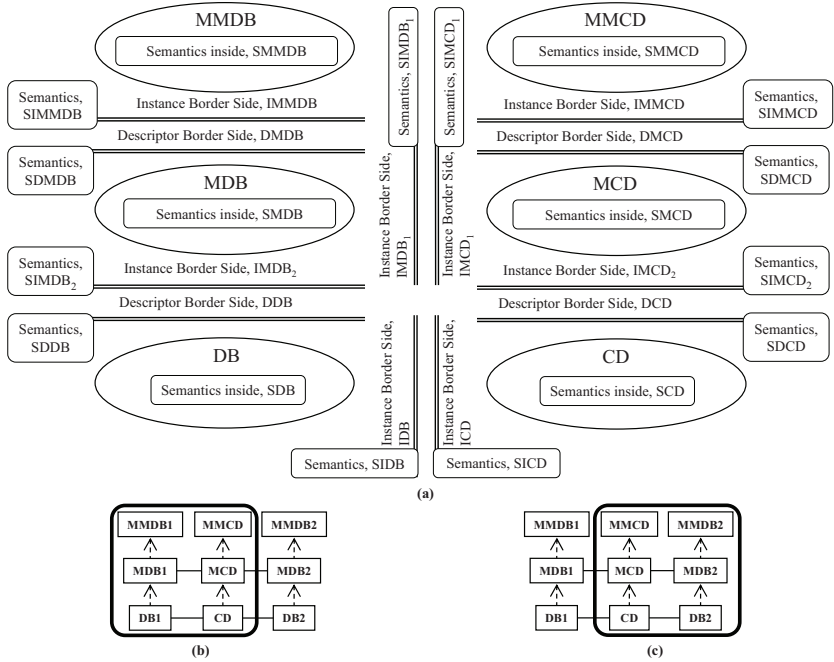 MMDB
Semantics inside, SMMDB
Semantics, SIMMDB
Instance Border Side, IMMDB
Descriptor Border Side, DMDB
Semantics, SDMDB
MDB
Semantics inside, SMDB
Semantics, SIMDB₂
Instance Border Side, IMDB₂
Descriptor Border Side, DDB
Semantics, SDDB
DB
Semantics inside, SDB
Semantics, SIMDB₁
Instance Border Side, IMDB₁
Instance Border Side, IDB
Semantics, SIDB
Semantics, SIMCD₁
Instance Border Side, IMCD₁
Instance Border Side, ICD
Semantics, SICD
MMCD
Semantics inside, SMMCD
Instance Border Side, IMMCD
Semantics, SIMMCD
Descriptor Border Side, DMCD
Semantics, SDMCD
MCD
Semantics inside, SMCD
Instance Border Side, IMCD₂
Semantics, SIMCD₂
Descriptor Border Side, DCD
Semantics, SDCD
CD
Semantics inside, SCD
(a)
MMDB1 MMCD MMDB2
MDB1 MCD MDB2
DB1 CD DB2
(b)
MMDB1 MMCD MMDB2
MDB1 MCD MDB2
DB1 CD DB2
(c)